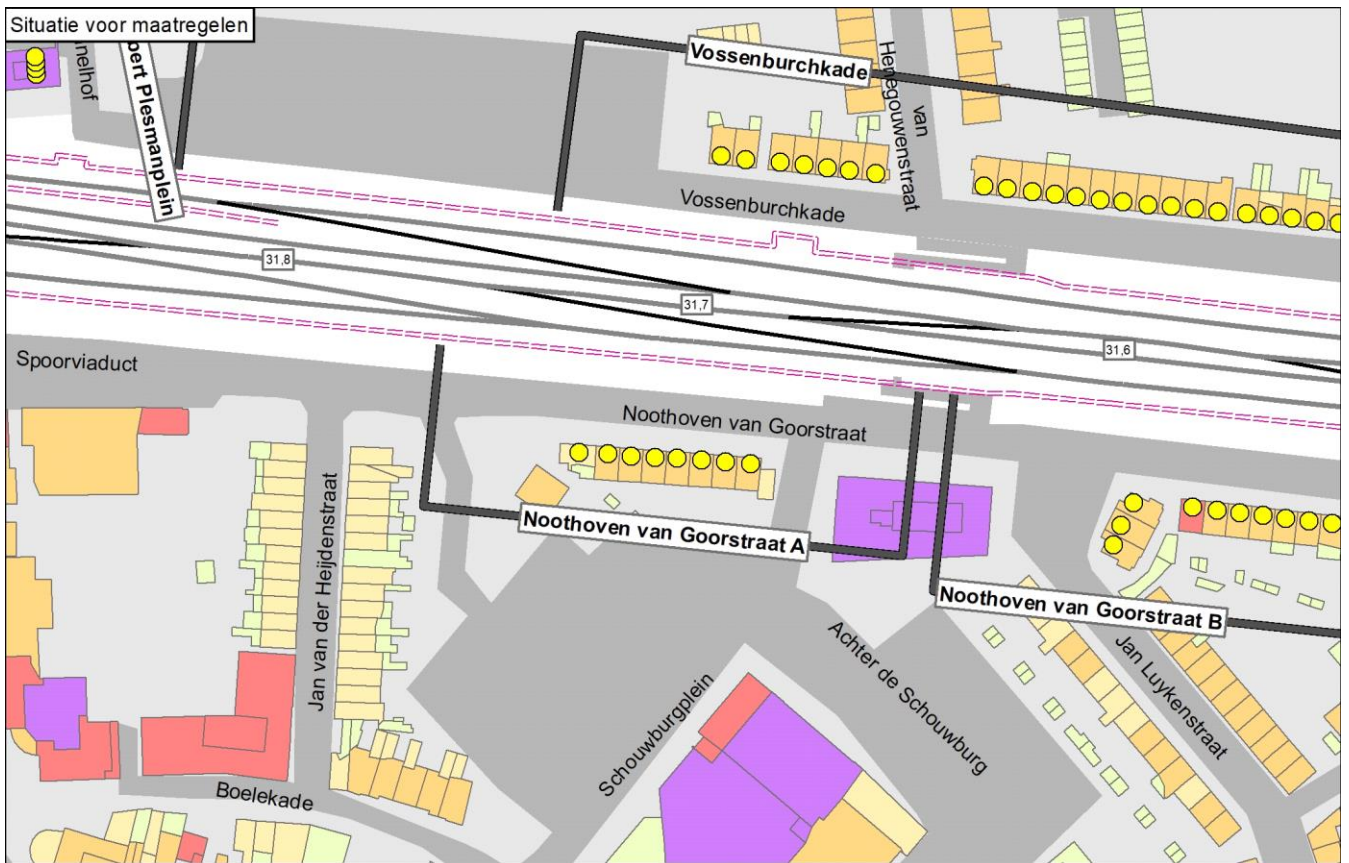 Situatie voor maatregelen
nnelhof
bert Plesmanplein
Vossenburchkade
van
Henegouwenstraat
Vossenburchkade
31,8
31,7
31,6
Spoorviaduct
Noothoven van Goorstraat
Noothoven van Goorstraat A
Noothoven van Goorstraat B
Jan van der Heijdenstraat
Achter de Schouwburg
Jan Luykenstraat
Schouwburgplein
Boelekade